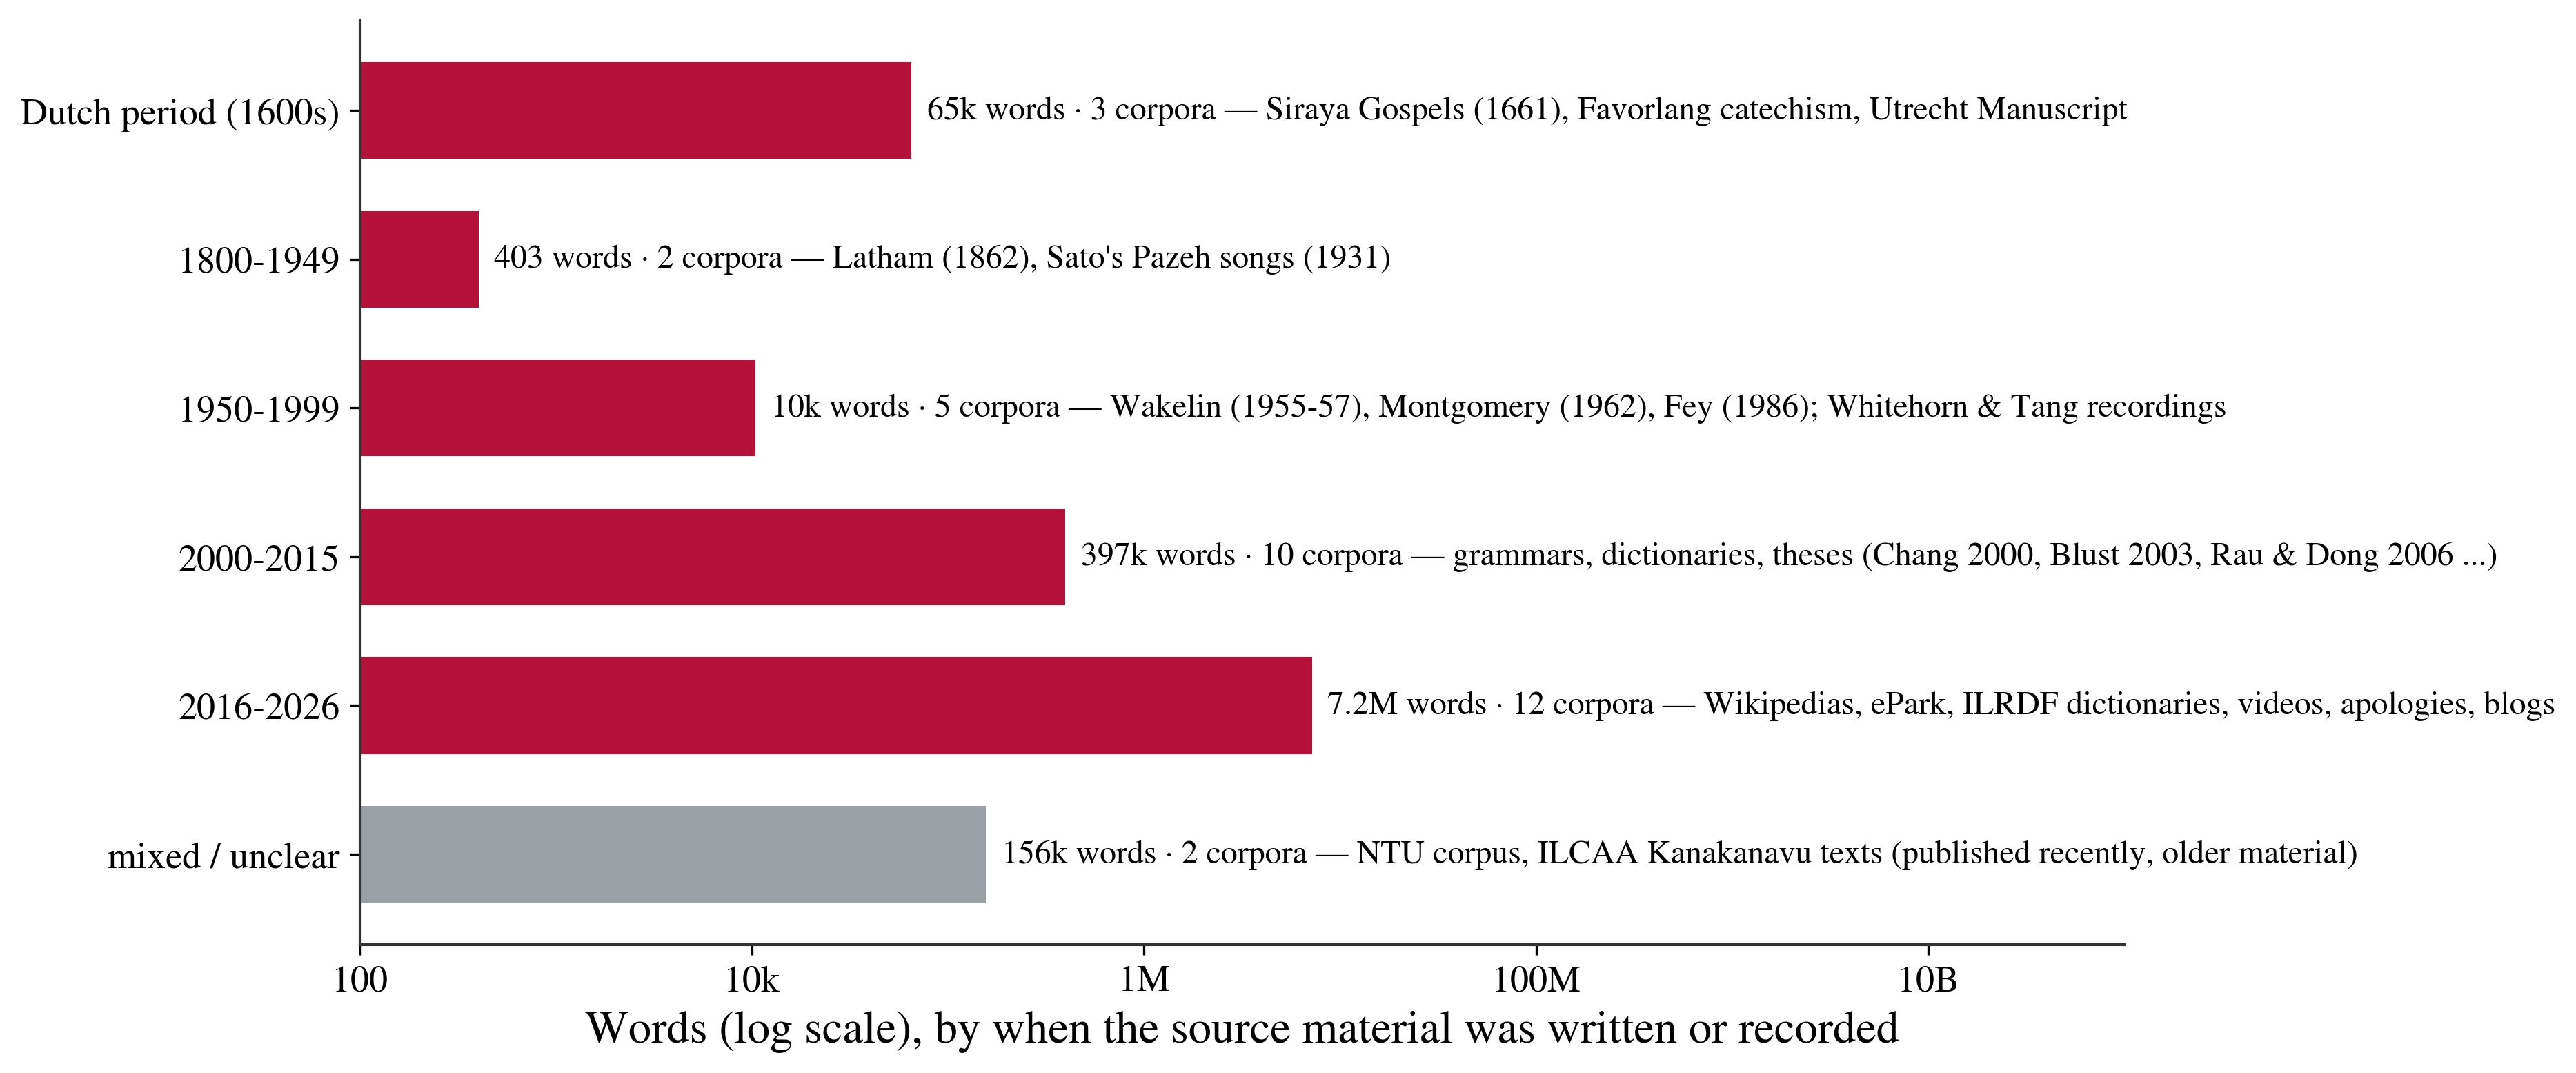 Dutch period (1600s)
65k words · 3 corpora — Siraya Gospels (1661), Favorlang catechism, Utrecht Manuscript
1800-1949
403 words · 2 corpora — Latham (1862), Sato's Pazeh songs (1931)
1950-1999
10k words · 5 corpora — Wakelin (1955-57), Montgomery (1962), Fey (1986); Whitehorn & Tang recordings
2000-2015
397k words · 10 corpora — grammars, dictionaries, theses (Chang 2000, Blust 2003, Rau & Dong 2006 ...)
2016-2026
7.2M words · 12 corpora — Wikipedias, ePark, ILRDF dictionaries, videos, apologies, blogs
mixed / unclear
156k words · 2 corpora — NTU corpus, ILCAA Kanakanavu texts (published recently, older material)
100 10k 1M 100M 10B
Words (log scale), by when the source material was written or recorded